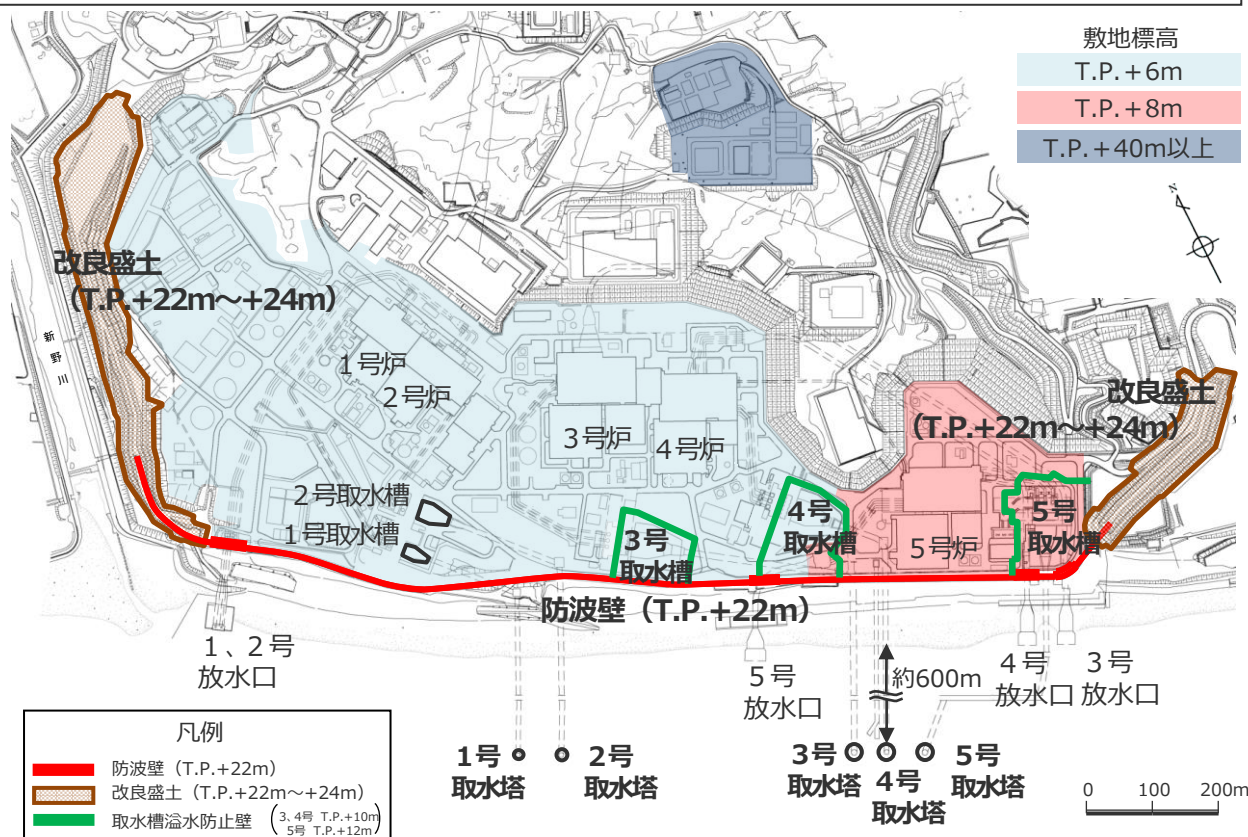 敷地標高
T.P.+6m
T.P.+8m
T.P.+40m以上
N
改良盛土
(T.P.+22m～+24m)
新野川
1号炉
2号炉
3号炉
4号炉
改良盛土
(T.P.+22m～+24m)
2号取水槽
1号取水槽
3号
取水槽
4号
取水槽
5号炉
5号
取水槽
防波壁（T.P.+22m）
1、2号
放水口
5号
放水口
約600m
4号
放水口
3号
放水口
1号
取水塔
2号
取水塔
3号
取水塔
4号
取水塔
5号
取水塔
凡例
防波壁（T.P.+22m）
改良盛土（T.P.+22m～+24m）
取水槽溢水防止壁（3、4号 T.P.+10m
5号 T.P.+12m）
0 100 200m